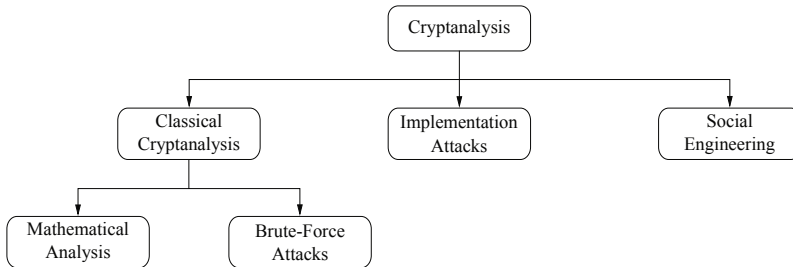 Cryptanalysis
Classical
Cryptanalysis
Implementation
Attacks
Social
Engineering
Mathematical
Analysis
Brute-Force
Attacks